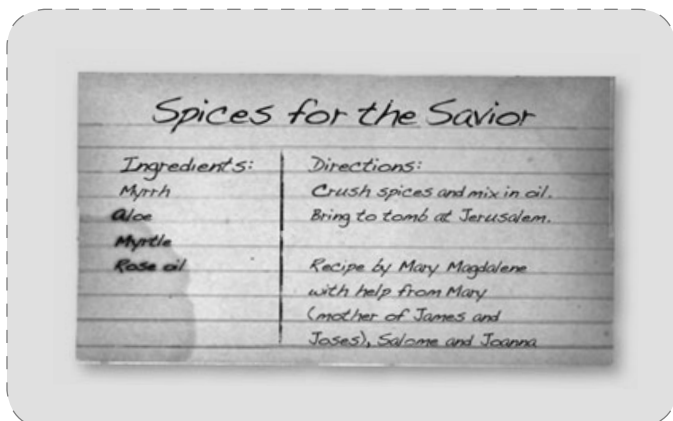 Spices for the Savior
Ingredients:
Myrrh
Aloe
Myrtle
Rose oil
Directions:
Crush spices and mix in oil.
Bring to tomb at Jerusalem.
Recipe by Mary Magdalene
with help from Mary
(mother of James and
Joses), Salome and Joanna